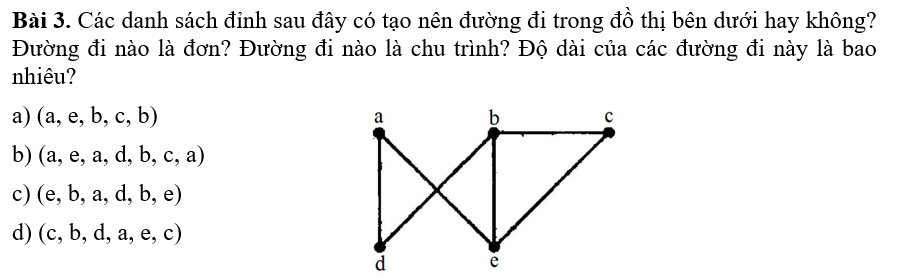 Bài 3. Các danh sách đỉnh sau đây có tạo nên đường đi trong đồ thị bên dưới hay không?
Đường đi nào là đơn? Đường đi nào là chu trình? Độ dài của các đường đi này là bao
nhiêu?
a) (a, e, b, c, b)
b) (a, e, a, d, b, c, a)
c) (e, b, a, d, b, e)
d) (c, b, d, a, e, c)
a b c
d e